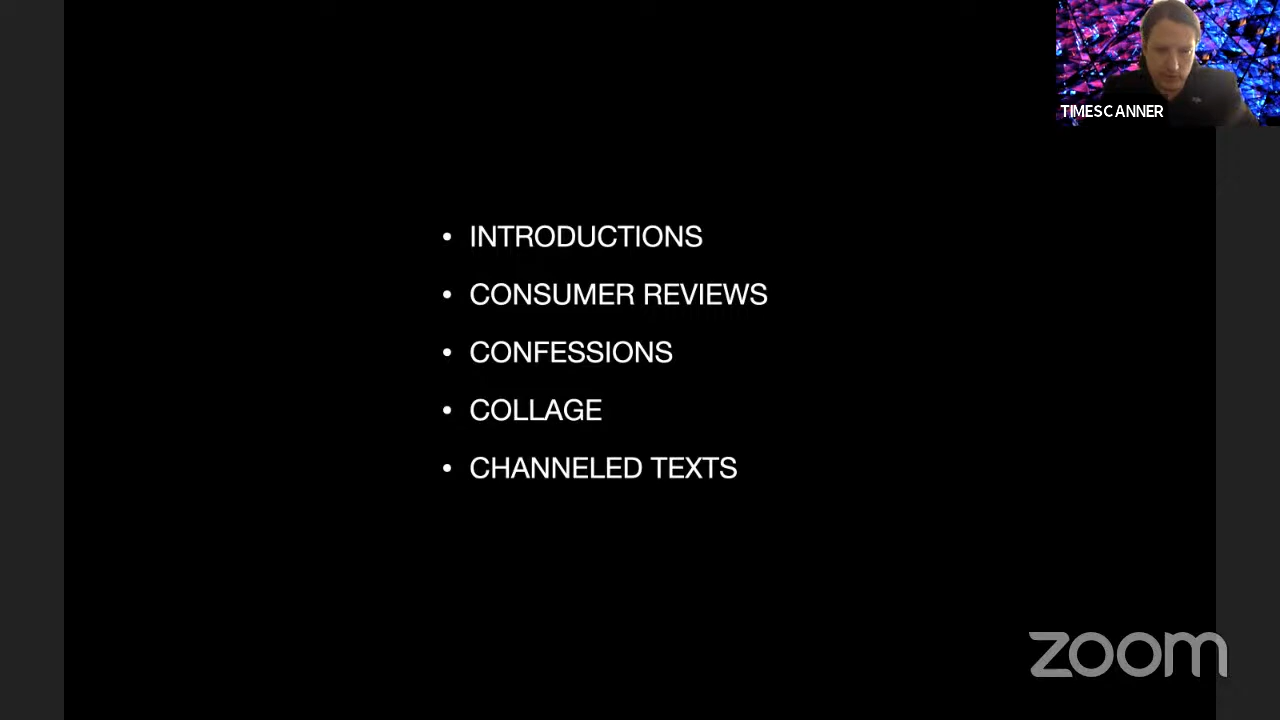 TIMESCANNER
• INTRODUCTIONS
• CONSUMER REVIEWS
• CONFESSIONS
• COLLAGE
• CHANNELED TEXTS
zoom